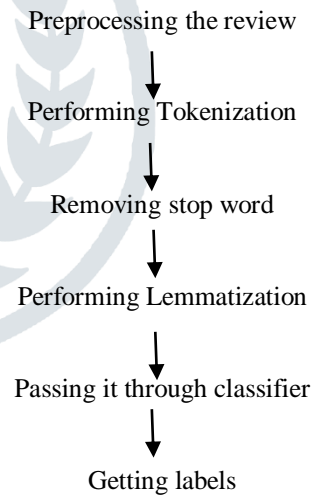 Preprocessing the review
Performing Tokenization
Removing stop word
Performing Lemmatization
Passing it through classifier
Getting labels